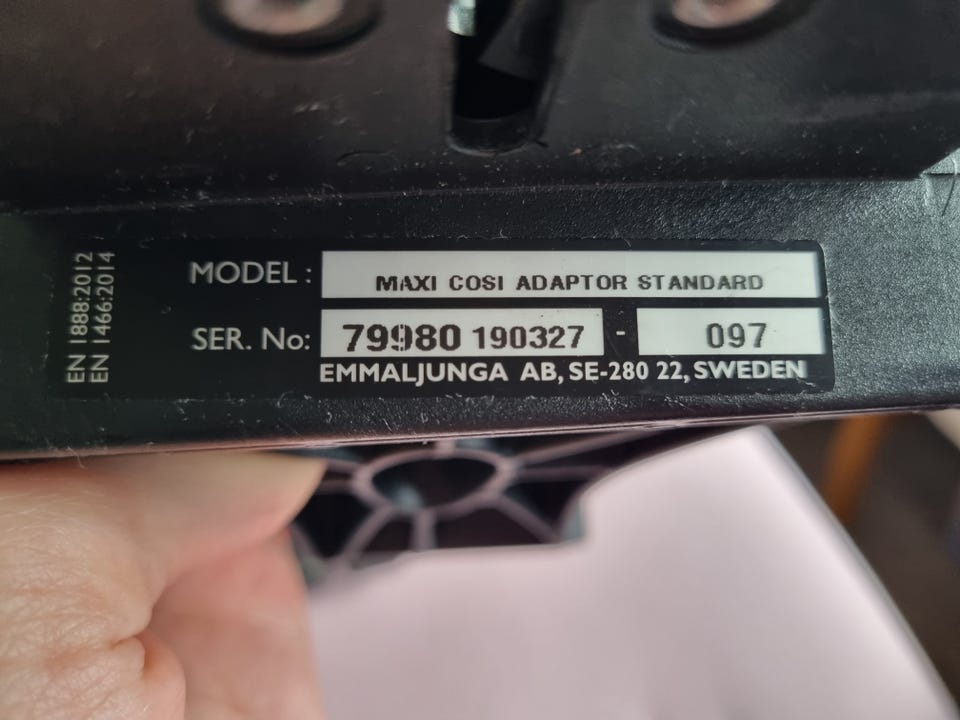 EN 1888:2012
EN 1466:2014
MODEL : MAXI COSI ADAPTOR STANDARD
SER. No: 79980 190327 - 097
EMMALJUNGA AB, SE-280 22, SWEDEN